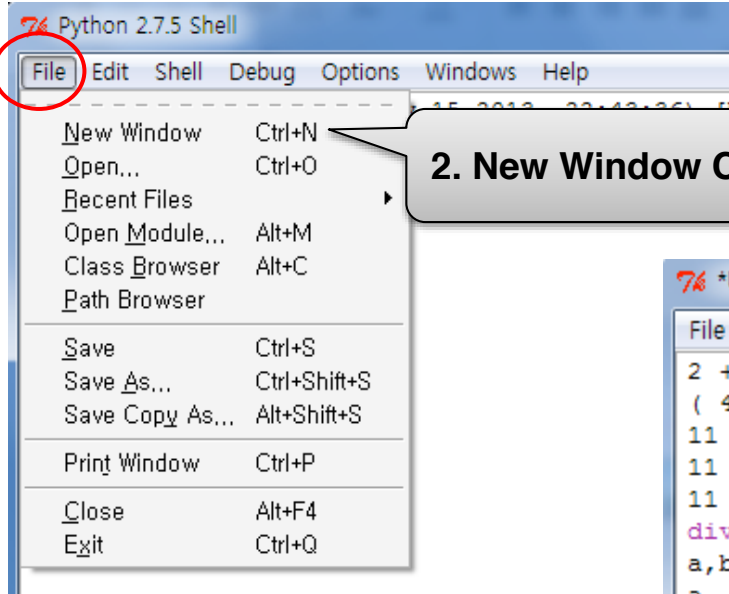 Python 2.7.5 Shell
File Edit Shell Debug Options Windows Help
New Window Ctrl+N
2. New Window
Open... Ctrl+O
Recent Files
Open Module... Alt+M
Class Browser Alt+C
Path Browser
Save Ctrl+S
Save As... Ctrl+Shift+S
Save Copy As... Alt+Shift+S
Print Window Ctrl+P
Close Alt+F4
Exit Ctrl+Q
File
2 +
( 4
11
11
11
a,b